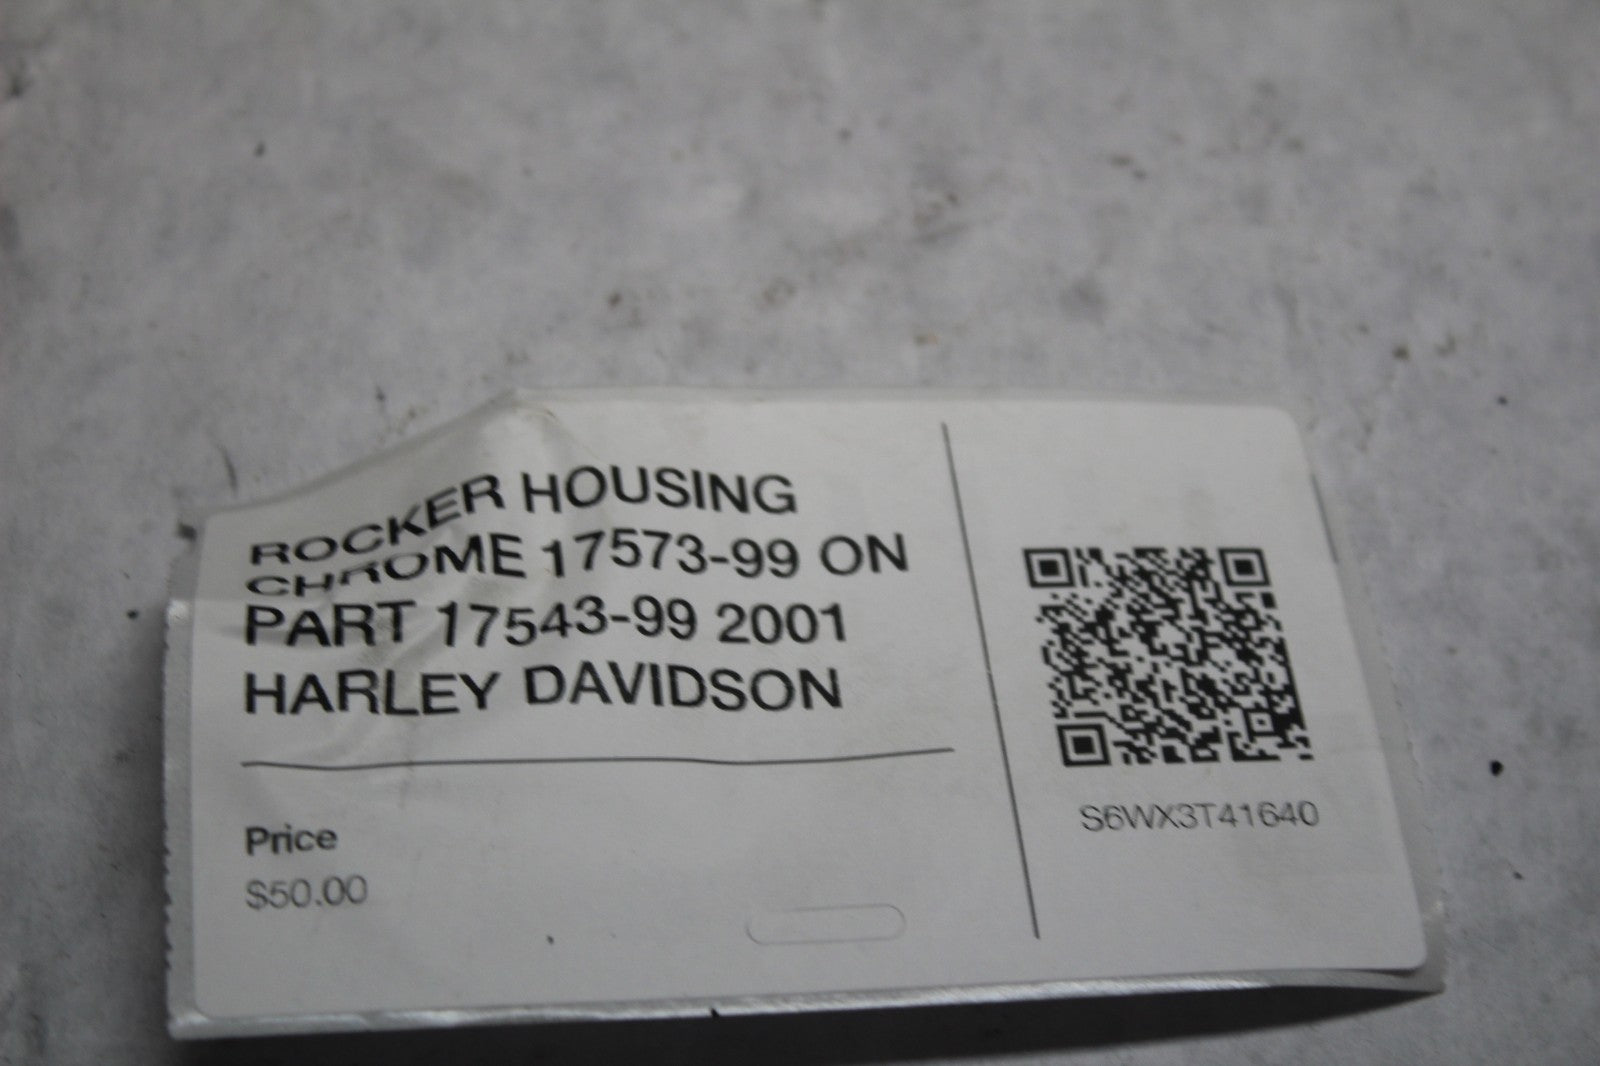 ROCKER HOUSING
CHROME 17573-99 ON
PART 17543-99 2001
HARLEY DAVIDSON
Price
$50.00
S6WX3T41640